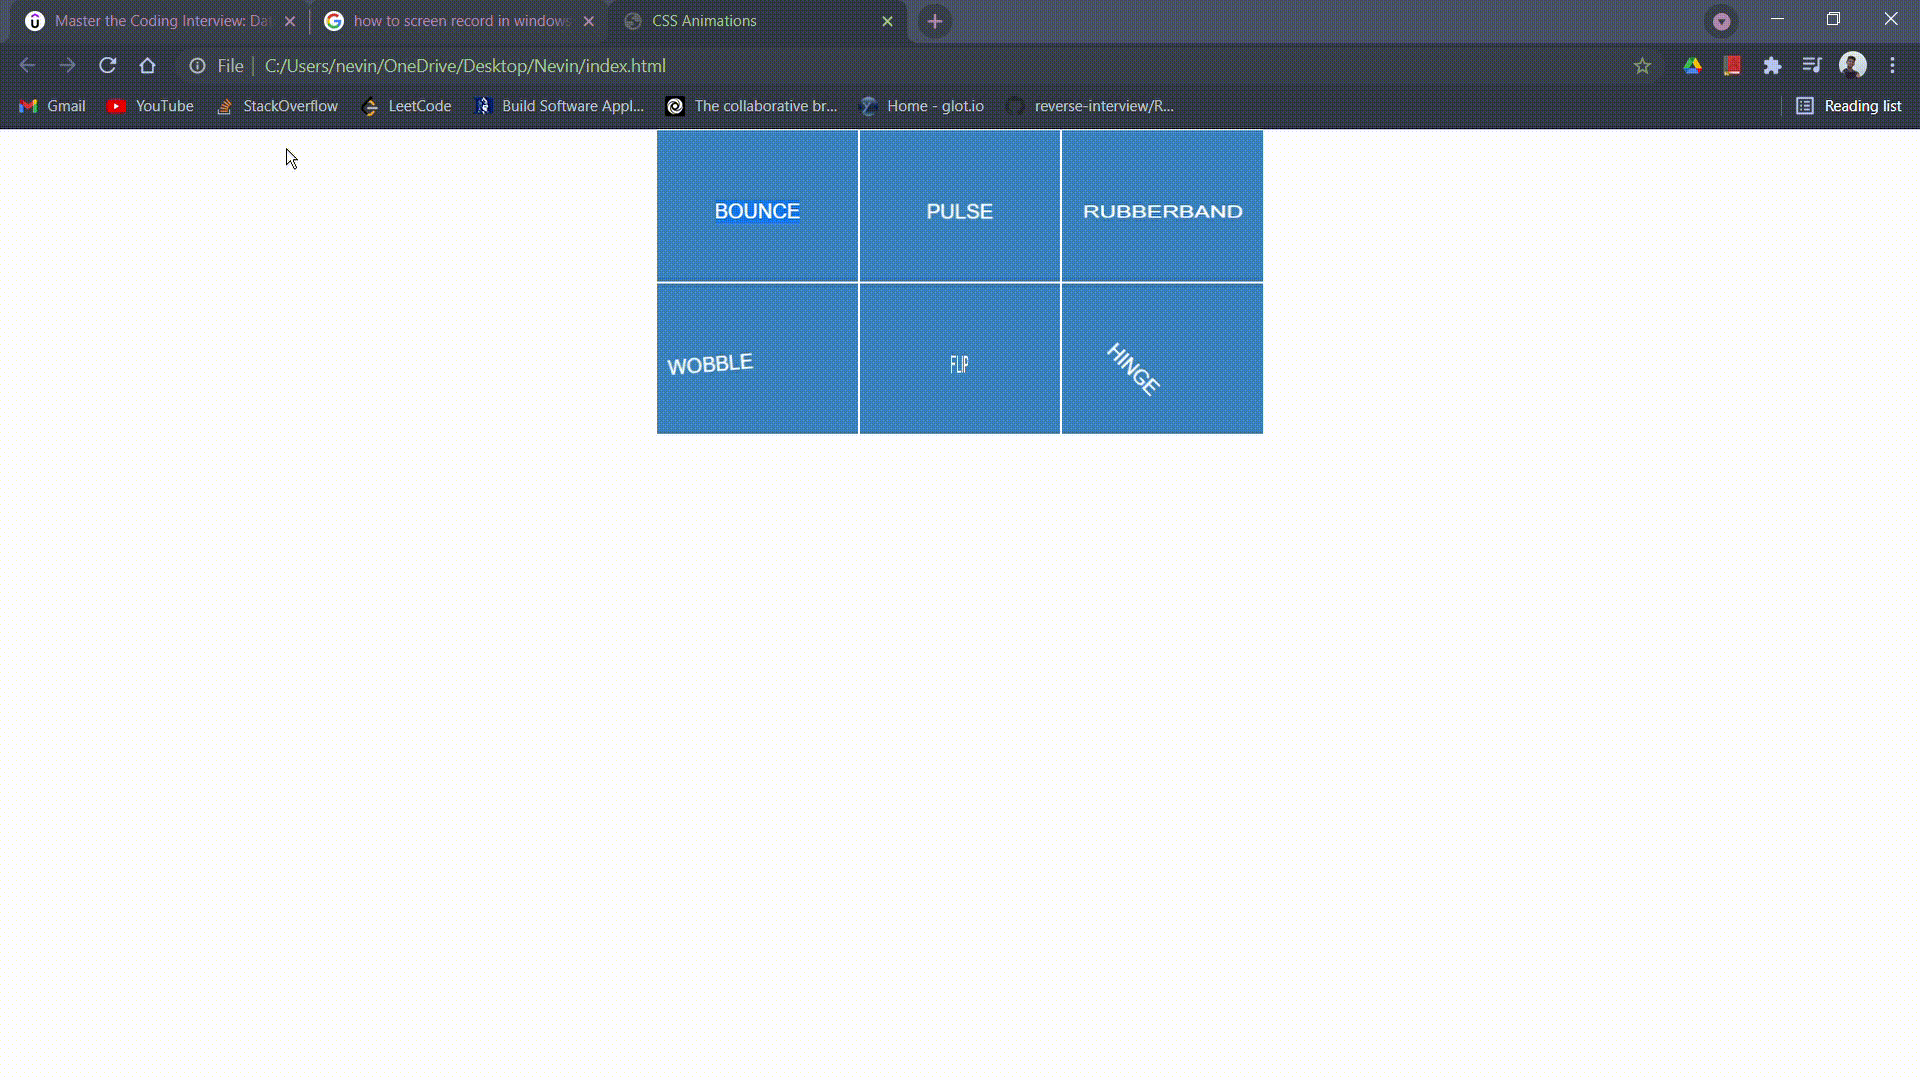 Master the Coding Interview: Da
how to screen record in windows
CSS Animations
File
C:/Users/nevin/OneDrive/Desktop/Nevin/index.html
Gmail
YouTube
StackOverflow
LeetCode
Build Software Appl...
The collaborative br...
Home - glot.io
reverse-interview/R...
Reading list
BOUNCE
PULSE
RUBBERBAND
WOBBLE
FLIP
HINGE